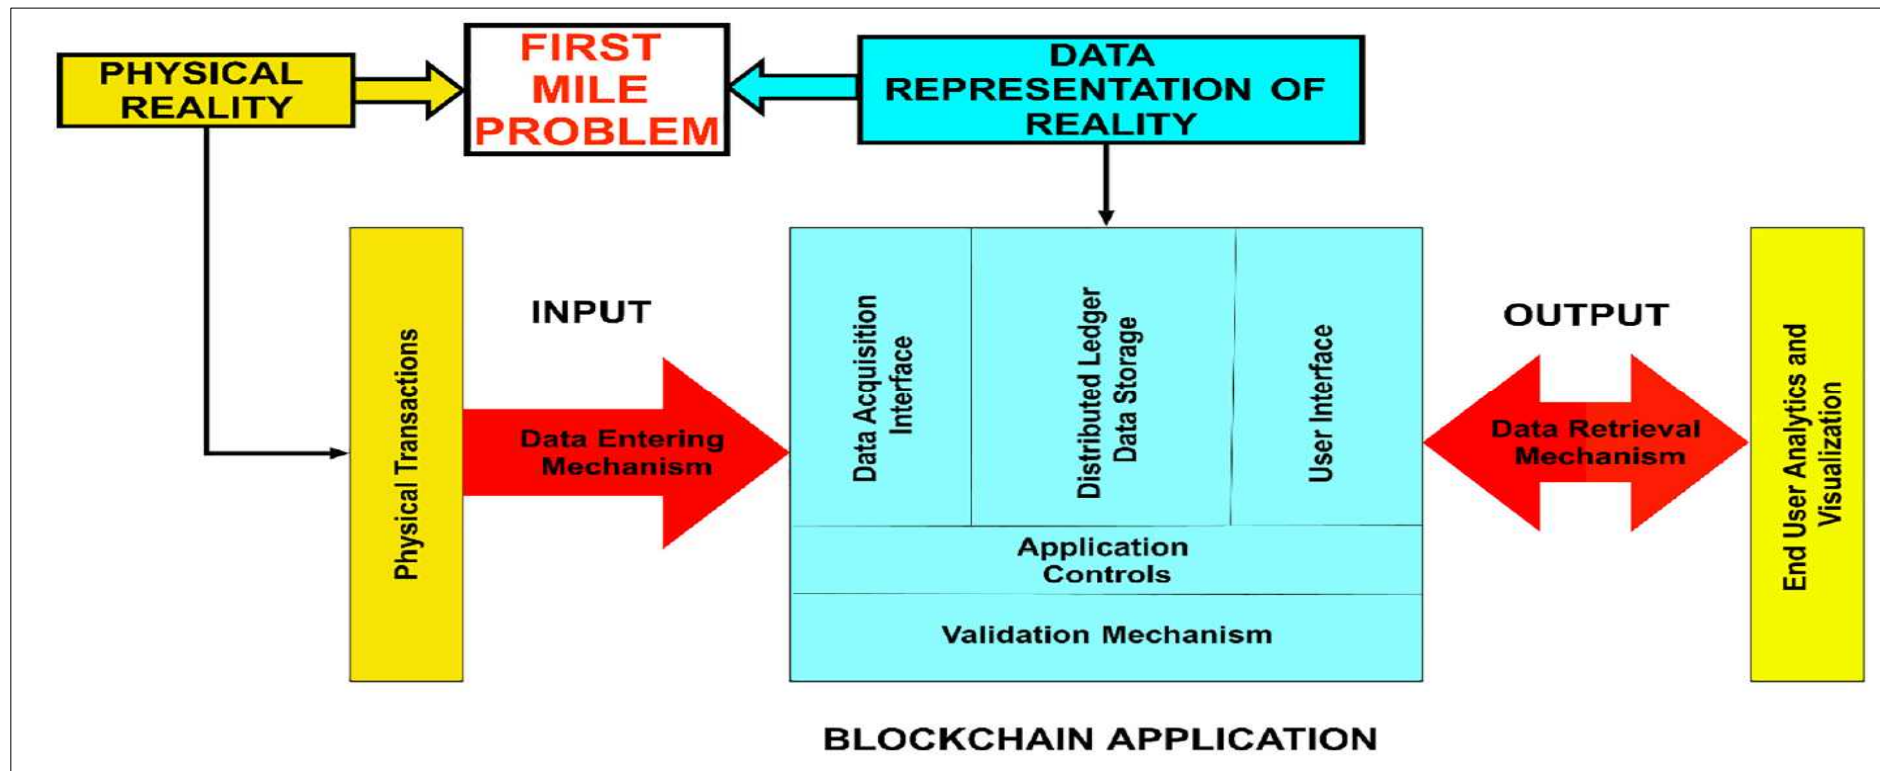 PHYSICAL
REALITY
FIRST
MILE
PROBLEM
DATA
REPRESENTATION OF
REALITY
Physical Transactions
INPUT
Data Entering
Mechanism
Data Acquisition
Interface
Distributed Ledger
Data Storage
User Interface
Application
Controls
Validation Mechanism
OUTPUT
Data Retrieval
Mechanism
End User Analytics and
Visualization
BLOCKCHAIN APPLICATION